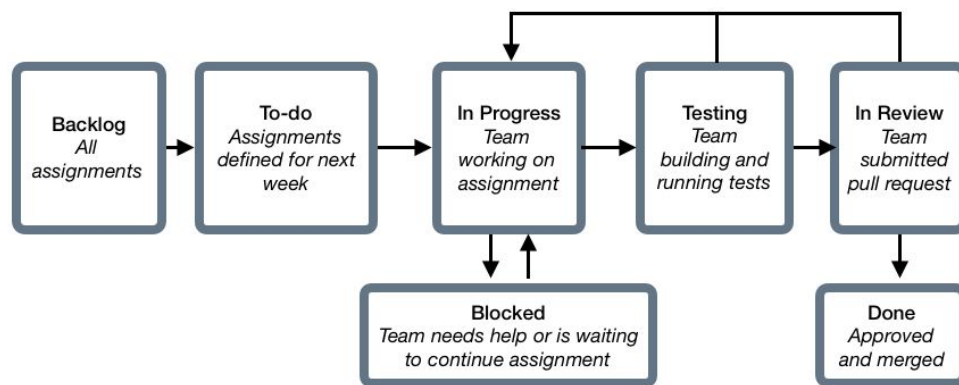 Backlog
All
assignments
To-do
Assignments
defined for next
week
In Progress
Team
working on
assignment
Testing
Team
building and
running tests
In Review
Team
submitted
pull request
Blocked
Team needs help or is waiting
to continue assignment
Done
Approved
and merged